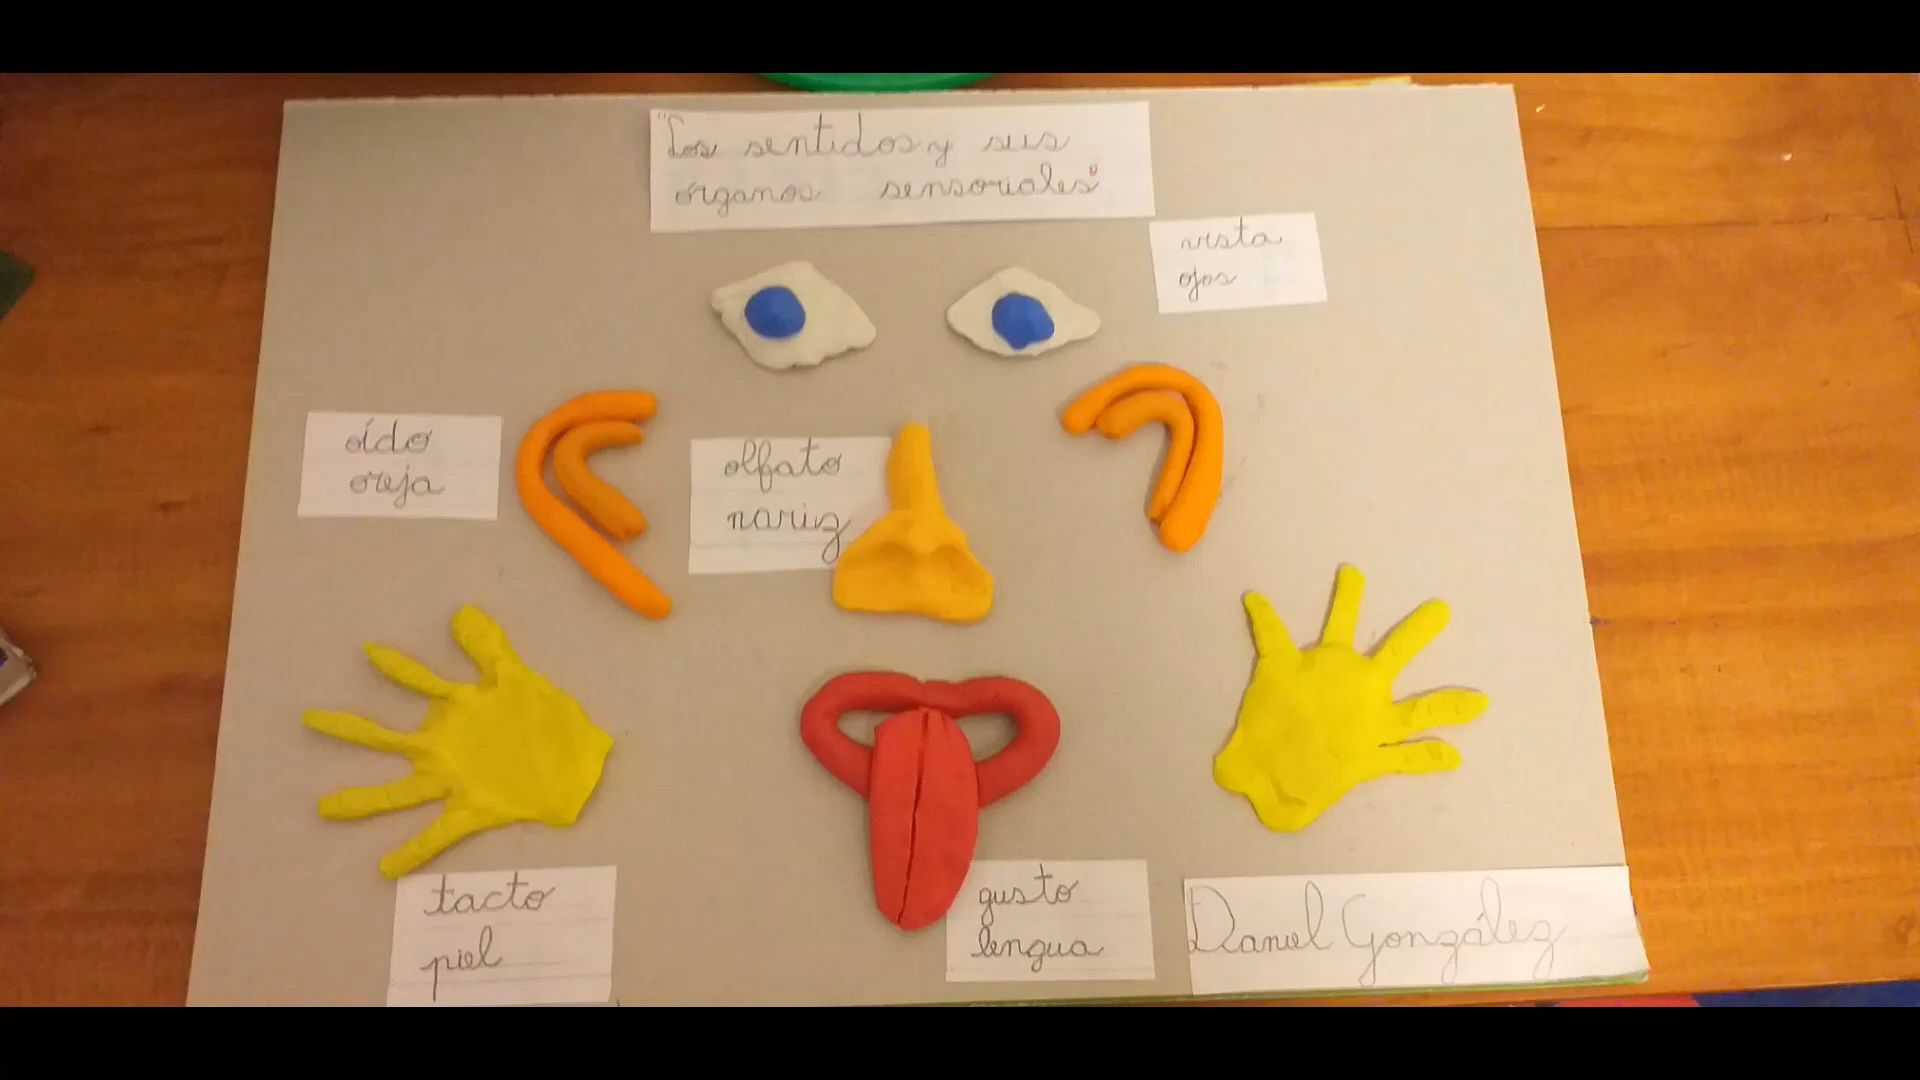 "Los sentidos y sus
órganos sensoriales"
vista
ojos
oído
oreja
olfato
nariz
tacto
piel
gusto
lengua
Daniel González